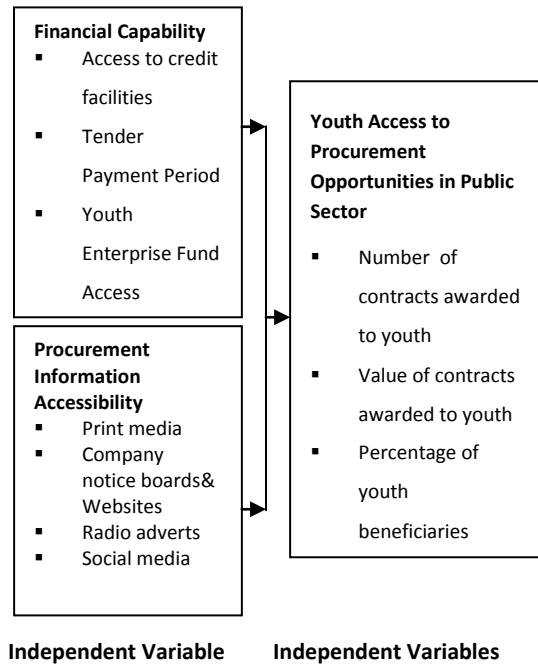 Financial Capability
▪ Access to credit
facilities
▪ Tender
Payment Period
▪ Youth
Enterprise Fund
Access
Procurement
Information
Accessibility
▪ Print media
▪ Company
notice boards&
Websites
▪ Radio adverts
▪ Social media
Youth Access to
Procurement
Opportunities in Public
Sector
▪ Number of
contracts awarded
to youth
▪ Value of contracts
awarded to youth
▪ Percentage of
youth
beneficiaries
Independent Variable
Independent Variables